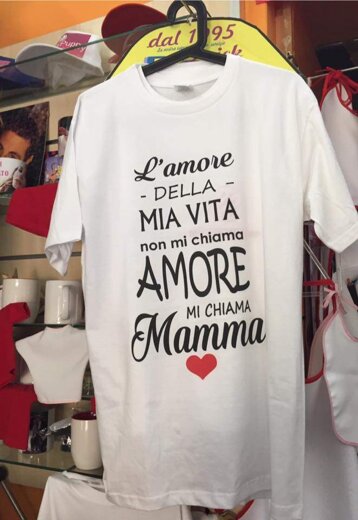 dal 1995
L'amore
- DELLA -
MIA VITA
non mi chiama
AMORE
MI CHIAMA
Mamma